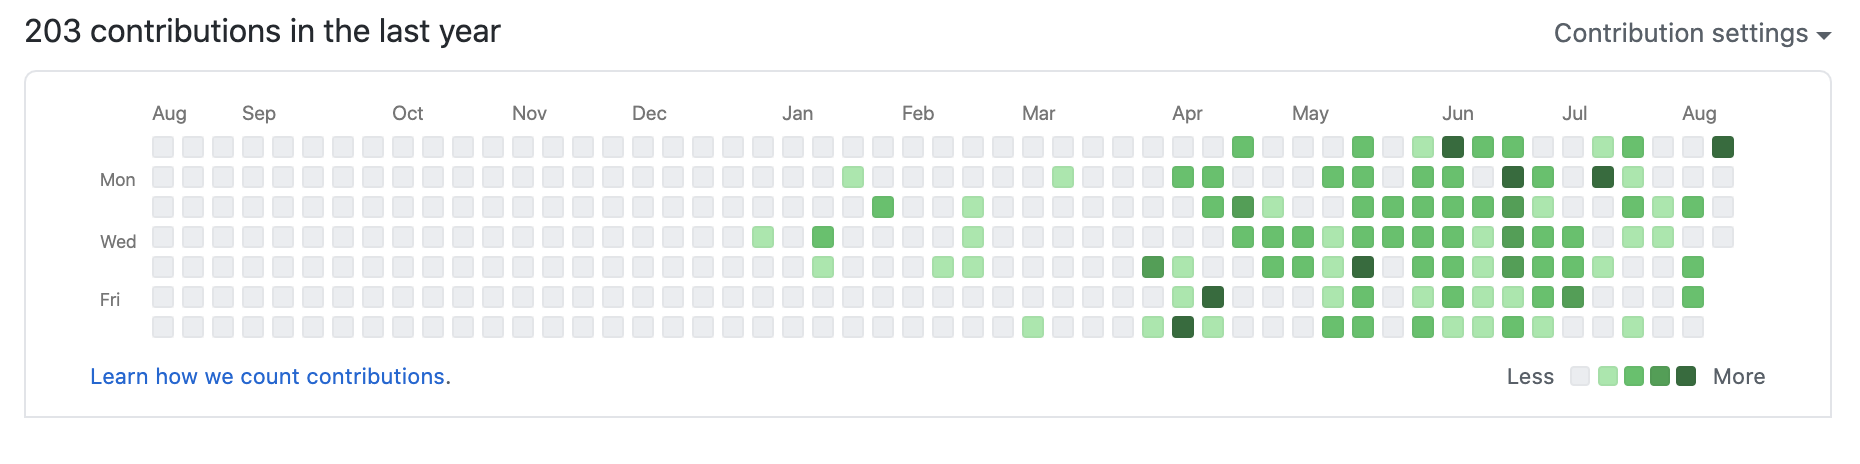 203 contributions in the last year
Contribution settings
Aug Sep Oct Nov Dec Jan Feb Mar Apr May Jun Jul Aug
Mon
Wed
Fri
Learn how we count contributions.
Less More